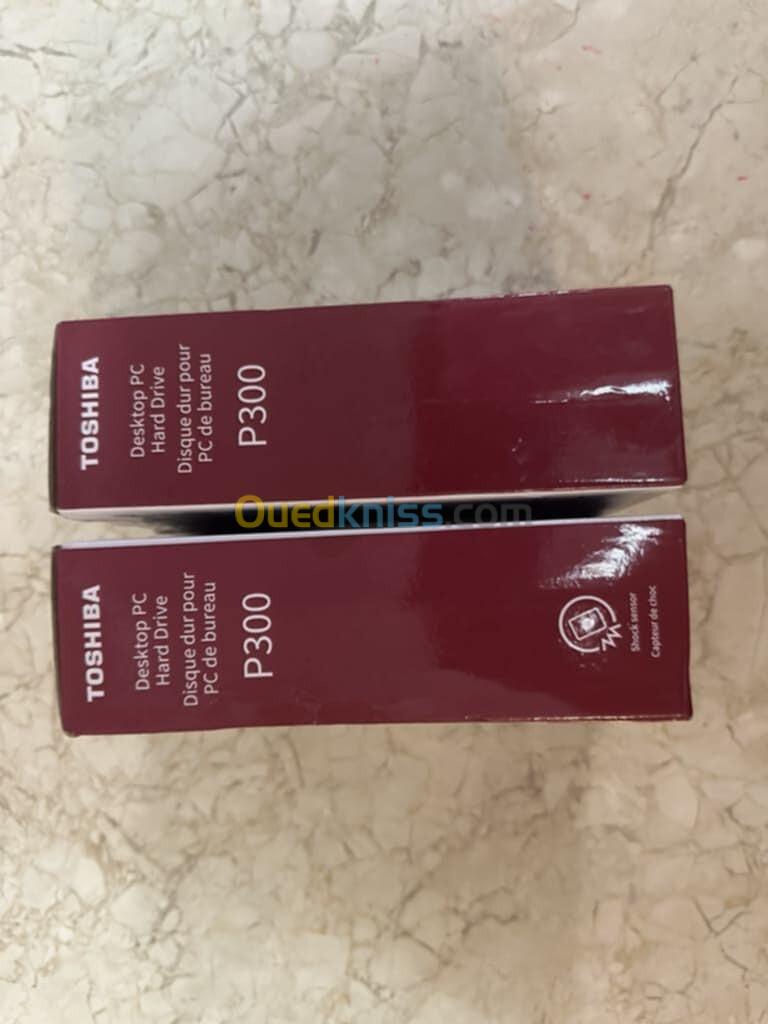 TOSHIBA
Desktop PC
Hard Drive
Disque dur pour
PC de bureau
P300
Ouedkniss.com
TOSHIBA
Desktop PC
Hard Drive
Disque dur pour
PC de bureau
P300
Shock sensor
Capteur de choc